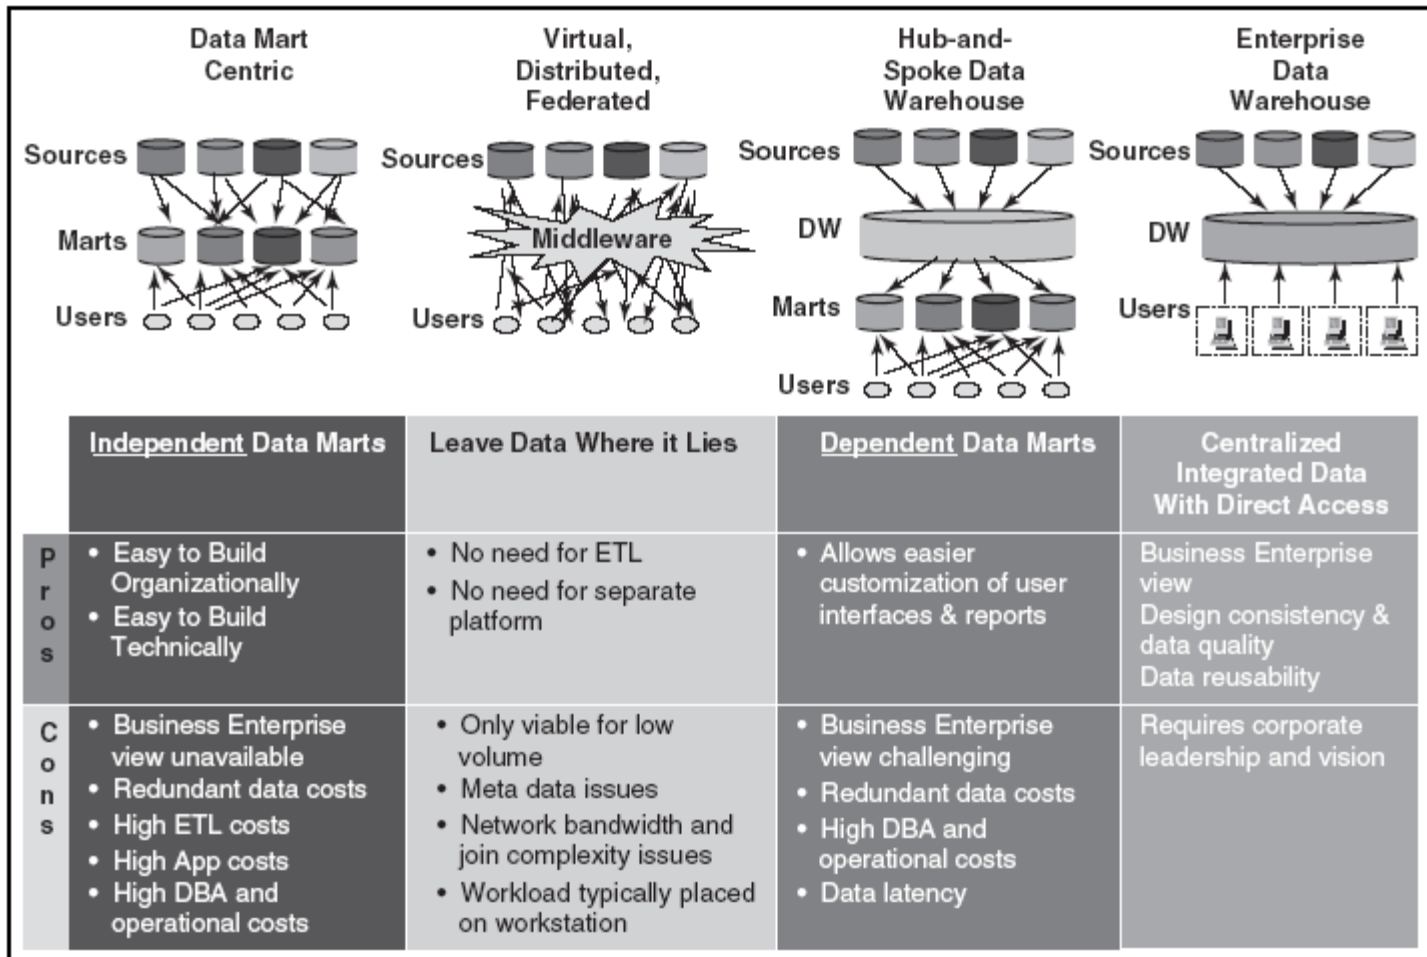 Data Mart
Centric
Sources
Marts
Users
Virtual,
Distributed,
Federated
Sources
Middleware
Users
Hub-and-
Spoke Data
Warehouse
Sources
DW
Marts
Users
Enterprise
Data
Warehouse
Sources
DW
Users
Independent Data Marts
Leave Data Where it Lies
Dependent Data Marts
Centralized
Integrated Data
With Direct Access
Pros
• Easy to Build
Organizationally
• Easy to Build
Technically
• No need for ETL
• No need for separate
platform
• Allows easier
customization of user
interfaces & reports
Business Enterprise
view
Design consistency &
data quality
Data reusability
Cons
• Business Enterprise
view unavailable
• Redundant data costs
• High ETL costs
• High App costs
• High DBA and
operational costs
• Only viable for low
volume
• Meta data issues
• Network bandwidth and
join complexity issues
• Workload typically placed
on workstation
• Business Enterprise
view challenging
• Redundant data costs
• High DBA and
operational costs
• Data latency
Requires corporate
leadership and vision